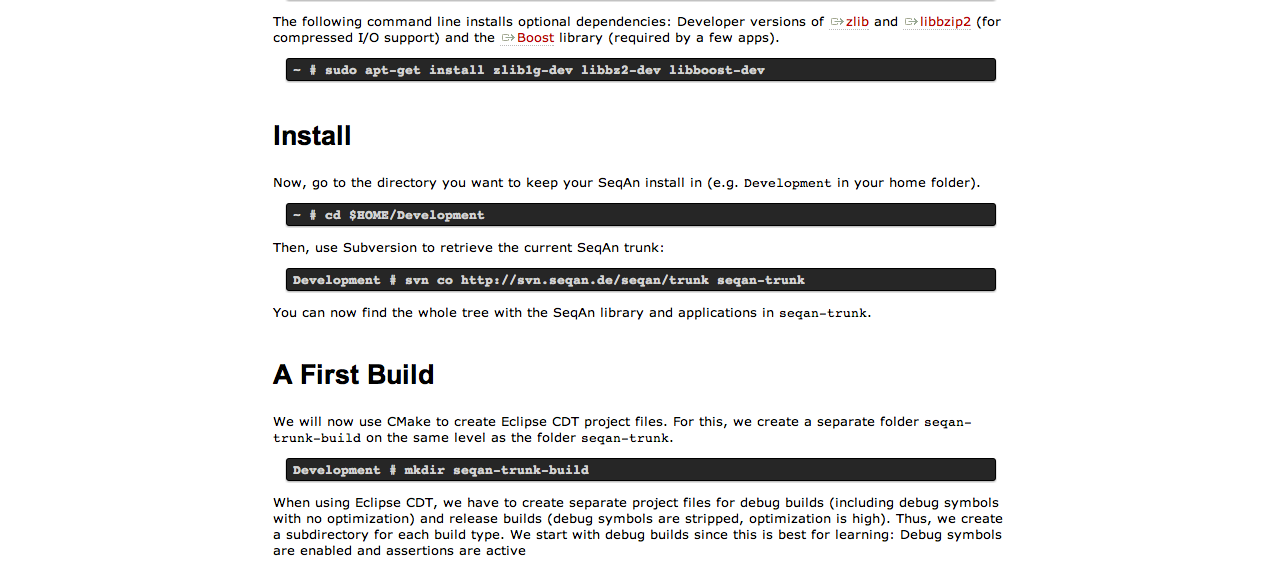 The following command line installs optional dependencies: Developer versions of zlib and libbzip2 (for
compressed I/O support) and the Boost library (required by a few apps).
~ # sudo apt-get install zlib1g-dev libbz2-dev libboost-dev
Install
Now, go to the directory you want to keep your SeqAn install in (e.g. Development in your home folder).
~ # cd $HOME/Development
Then, use Subversion to retrieve the current SeqAn trunk:
Development # svn co http://svn.seqan.de/seqan/trunk seqan-trunk
You can now find the whole tree with the SeqAn library and applications in seqan-trunk.
A First Build
We will now use CMake to create Eclipse CDT project files. For this, we create a separate folder seqan-
trunk-build on the same level as the folder seqan-trunk.
Development # mkdir seqan-trunk-build
When using Eclipse CDT, we have to create separate project files for debug builds (including debug symbols
with no optimization) and release builds (debug symbols are stripped, optimization is high). Thus, we create
a subdirectory for each build type. We start with debug builds since this is best for learning: Debug symbols
are enabled and assertions are active